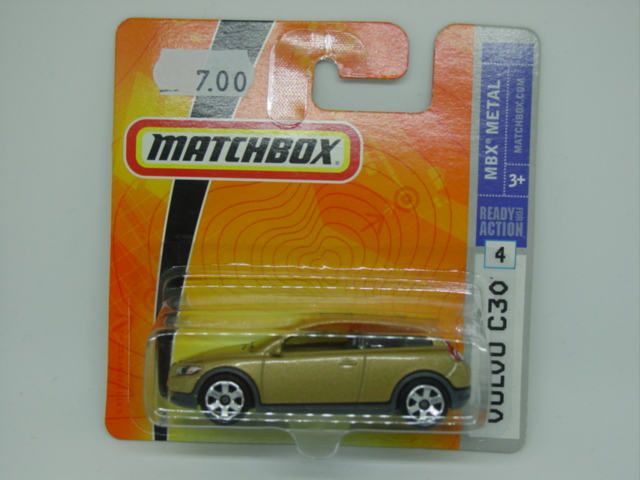 7.00
MATCHBOX
MBX METAL
MATCHBOX.COM
3+
READY FOR ACTION
4
VOLVO C30